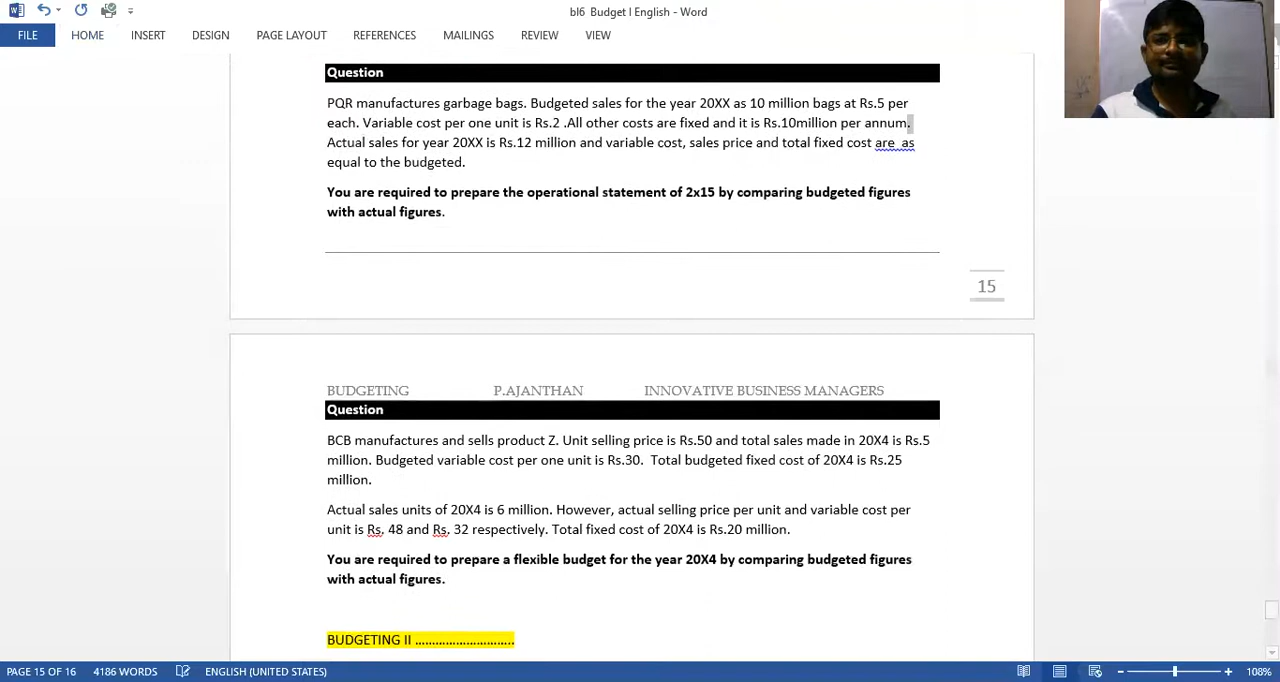 bl6 Budget I English - Word
FILE HOME INSERT DESIGN PAGE LAYOUT REFERENCES MAILINGS REVIEW VIEW
Question
PQR manufactures garbage bags. Budgeted sales for the year 20XX as 10 million bags at Rs.5 per
each. Variable cost per one unit is Rs.2 .All other costs are fixed and it is Rs.10million per annum.
Actual sales for year 20XX is Rs.12 million and variable cost, sales price and total fixed cost are as
equal to the budgeted.
You are required to prepare the operational statement of 2x15 by comparing budgeted figures
with actual figures.
15
BUDGETING P.AJANTHAN INNOVATIVE BUSINESS MANAGERS
Question
BCB manufactures and sells product Z. Unit selling price is Rs.50 and total sales made in 20X4 is Rs.5
million. Budgeted variable cost per one unit is Rs.30. Total budgeted fixed cost of 20X4 is Rs.25
million.
Actual sales units of 20X4 is 6 million. However, actual selling price per unit and variable cost per
unit is Rs. 48 and Rs. 32 respectively. Total fixed cost of 20X4 is Rs.20 million.
You are required to prepare a flexible budget for the year 20X4 by comparing budgeted figures
with actual figures.
BUDGETING II ...............................
PAGE 15 OF 16 4186 WORDS ENGLISH (UNITED STATES) 108%